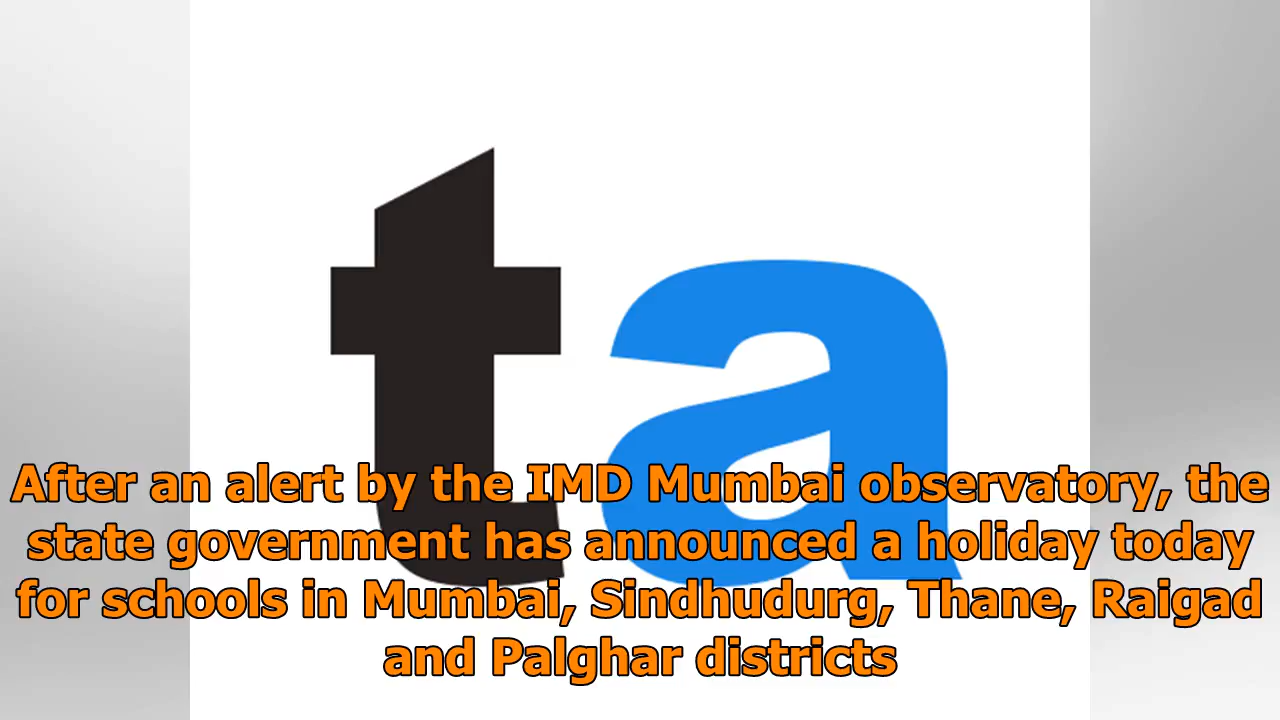 ta
After an alert by the IMD Mumbai observatory, the
state government has announced a holiday today
for schools in Mumbai, Sindhudurg, Thane, Raigad
and Palghar districts